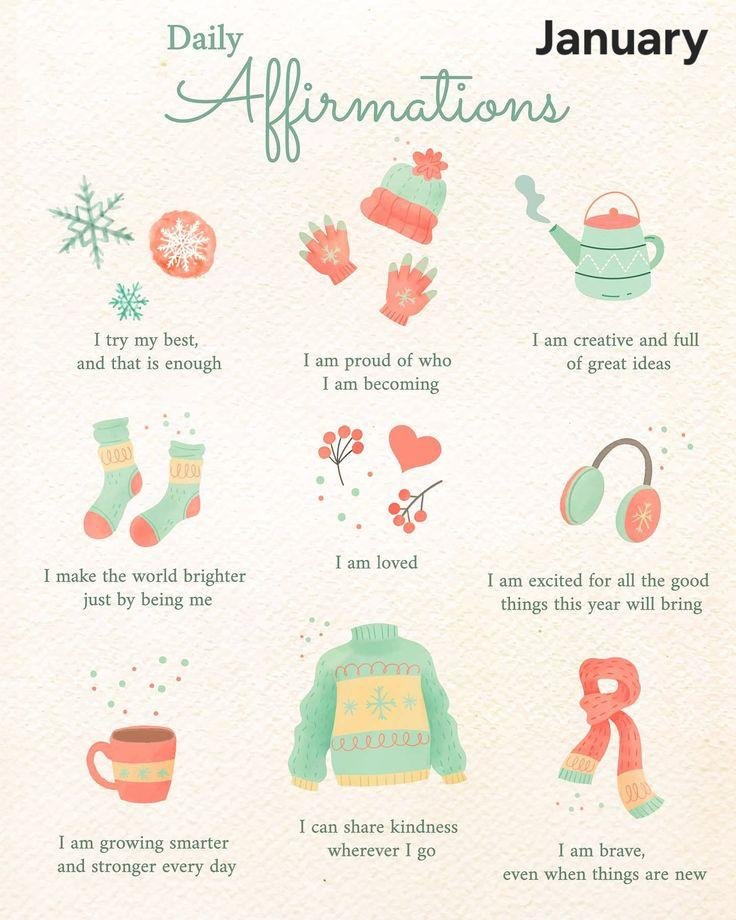 Daily
January
Affirmations
I try my best,
and that is enough
I am proud of who
I am becoming
I am creative and full
of great ideas
I make the world brighter
just by being me
I am loved
I am excited for all the good
things this year will bring
I am growing smarter
and stronger every day
I can share kindness
wherever I go
I am brave,
even when things are new